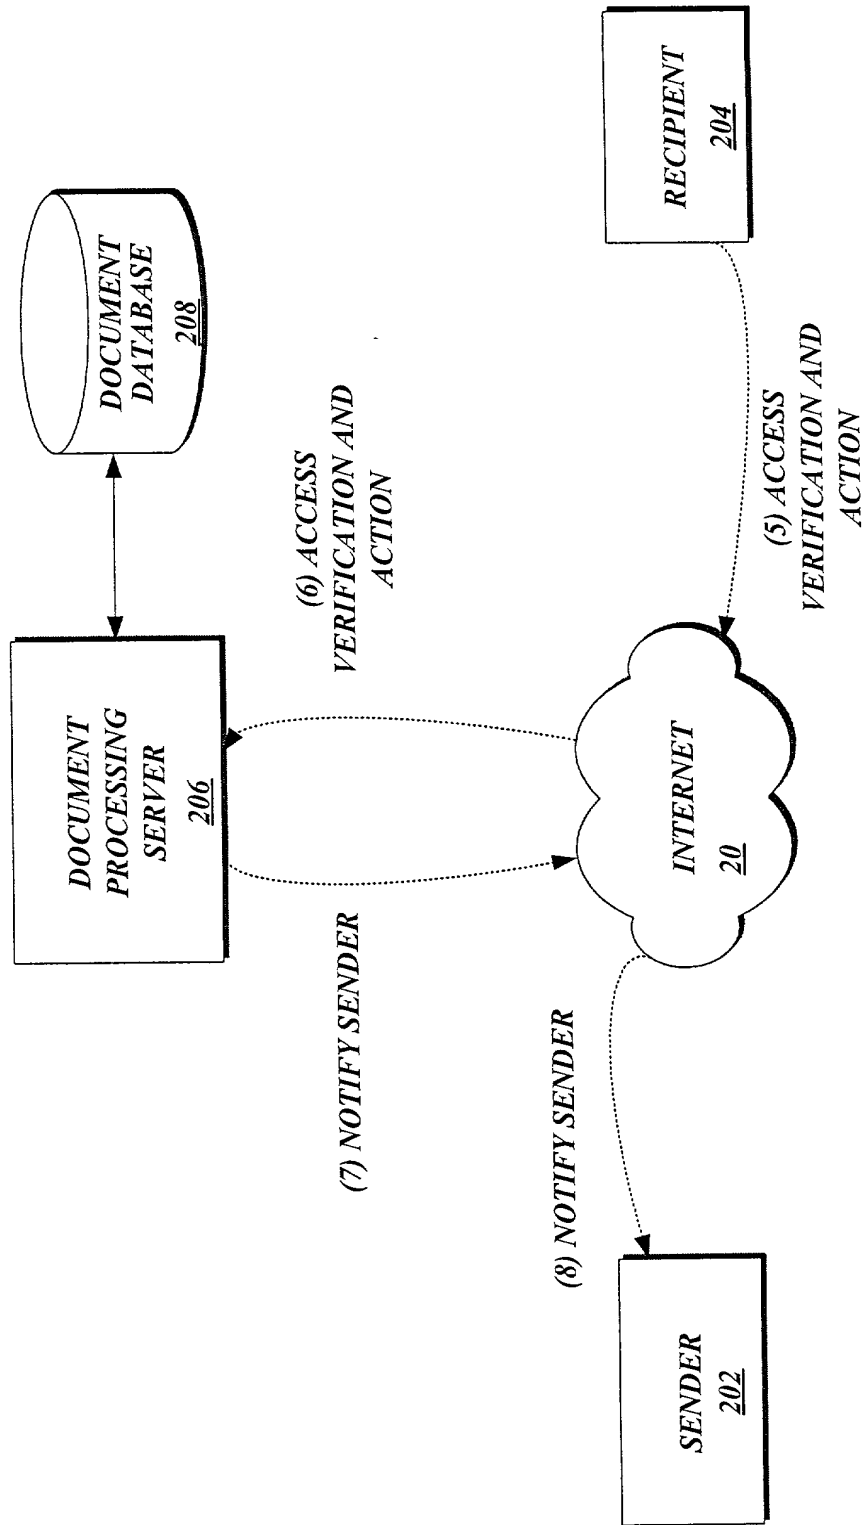 DOCUMENT
PROCESSING
SERVER
206
DOCUMENT
DATABASE
208
(7) NOTIFY SENDER
(6) ACCESS
VERIFICATION AND
ACTION
(8) NOTIFY SENDER
SENDER
202
INTERNET
20
RECIPIENT
204
(5) ACCESS
VERIFICATION AND
ACTION